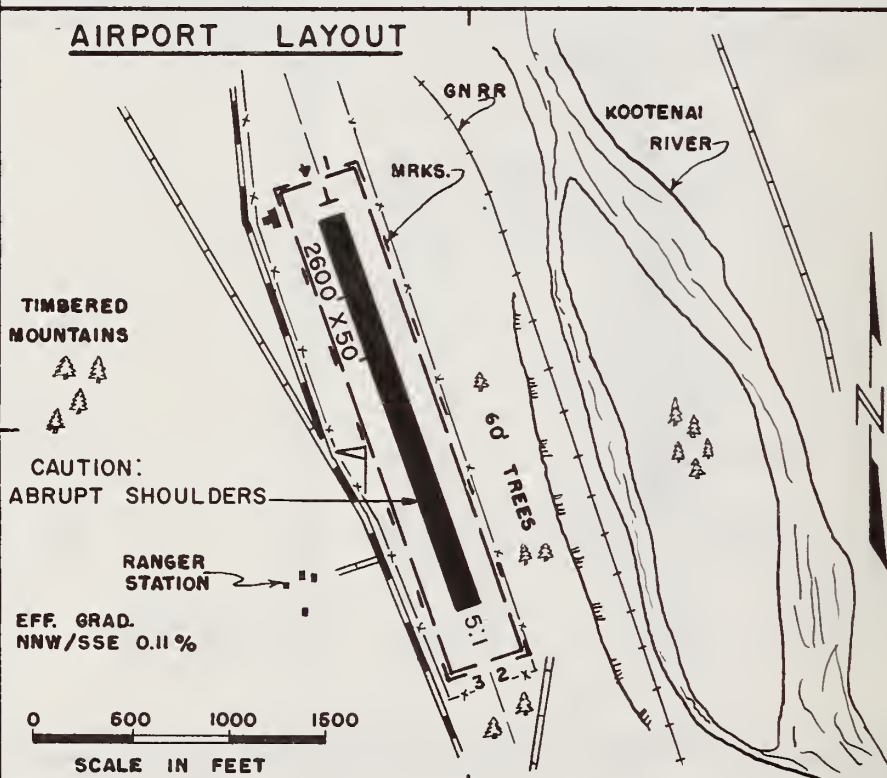 AIRPORT LAYOUT
GN RR
KOOTENAI
RIVER
MRKS.
2600' X 50'
TIMBERED
MOUNTAINS
60' TREES
CAUTION:
ABRUPT SHOULDERS
RANGER
STATION
EFF. GRAD.
NNW/SSE 0.11%
5:1
3 2
N
0 500 1000 1500
SCALE IN FEET